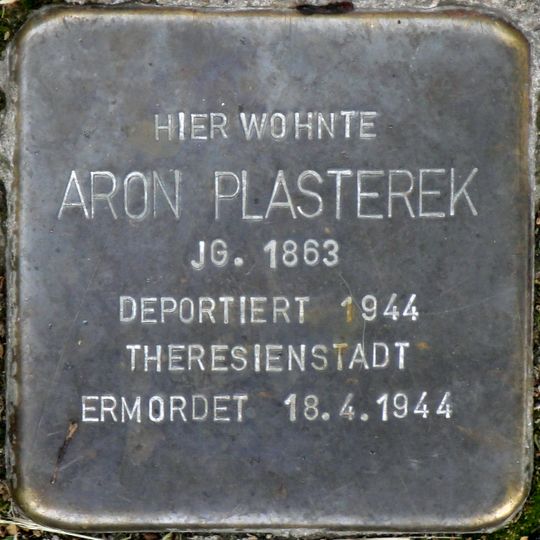 HIER WOHNTE
ARON PLASTEREK
JG. 1863
DEPORTIERT 1944
THERESIENSTADT
ERMORDET 18.4.1944